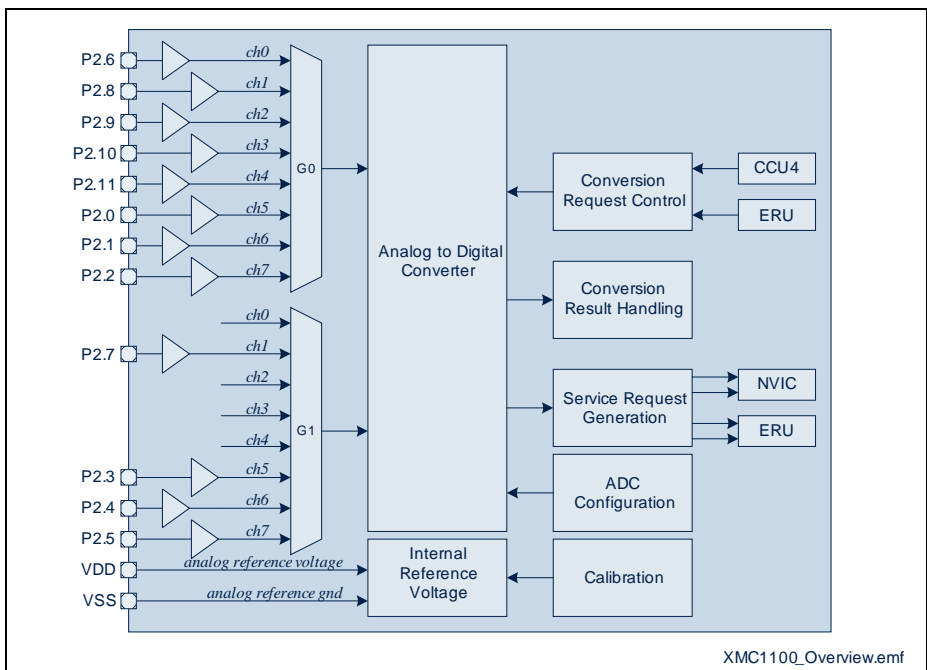 P2.6
ch0
P2.8
ch1
P2.9
ch2
P2.10
ch3
P2.11
ch4
P2.0
ch5
P2.1
ch6
P2.2
ch7
G0
ch0
P2.7
ch1
ch2
ch3
ch4
P2.3
ch5
P2.4
ch6
P2.5
ch7
G1
VDD
analog reference voltage
VSS
analog reference gnd
Analog to Digital
Converter
Internal
Reference
Voltage
Conversion
Request Control
CCU4
ERU
Conversion
Result Handling
Service Request
Generation
NVIC
ERU
ADC
Configuration
Calibration
XMC1100_Overview.emf